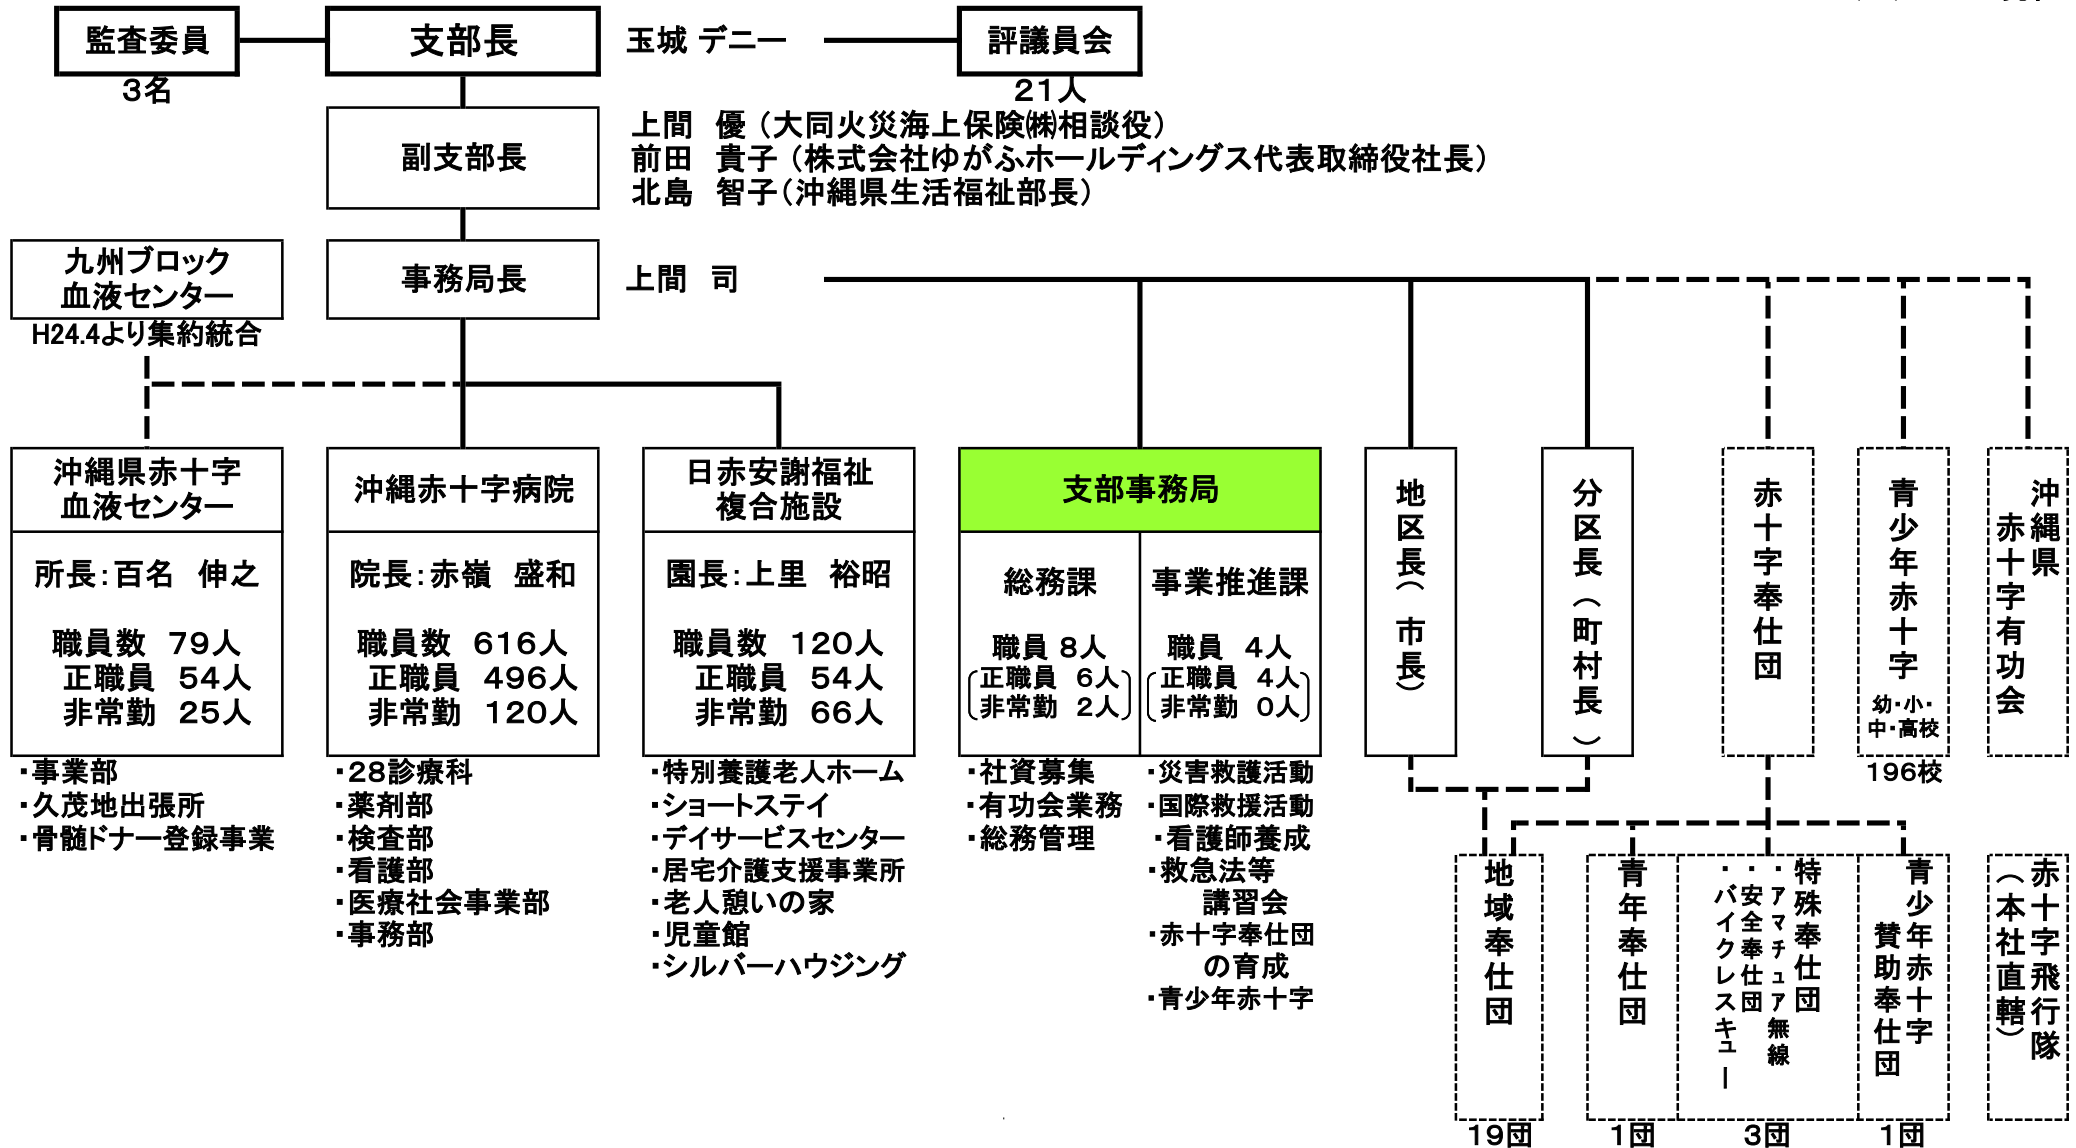 監査委員
3名
支部長
玉城 デニー
評議員会
21人
副支部長
上間 優(大同火災海上保険㈱相談役)
前田 貴子(株式会社ゆがふホールディングス代表取締役社長)
北島 智子(沖縄県生活福祉部長)
九州ブロック
血液センター
H24.4より集約統合
事務局長
上間 司
沖縄県赤十字
血液センター
所長:百名 伸之
職員数 79人
正職員 54人
非常勤 25人
・事業部
・久茂地出張所
・骨髄ドナー登録事業
沖縄赤十字病院
院長:赤嶺 盛和
職員数 616人
正職員 496人
非常勤 120人
・28診療科
・薬剤部
・検査部
・看護部
・医療社会事業部
・事務部
日赤安謝福祉
複合施設
園長:上里 裕昭
職員数 120人
正職員 54人
非常勤 66人
・特別養護老人ホーム
・ショートステイ
・デイサービスセンター
・居宅介護支援事業所
・老人憩いの家
・児童館
・シルバーハウジング
支部事務局
総務課
職員 8人
正職員 6人
非常勤 2人
・社資募集
・有功会業務
・総務管理
事業推進課
職員 4人
正職員 4人
非常勤 0人
・災害救護活動
・国際救援活動
・看護師養成
・救急法等
講習会
・赤十字奉仕団
の育成
・青少年赤十字
地区長(市長)
分区長(町村長)
赤十字奉仕団
青少年赤十字
幼・小・
中・高校
196校
沖縄県
赤十字有功会
地域奉仕団
19団
青年奉仕団
1団
特殊奉仕団
・アマチュア無線
・安全奉仕団
・バイクレスキュー
3団
青少年赤十字
賛助奉仕団
1団
赤十字飛行隊
(本社直轄)